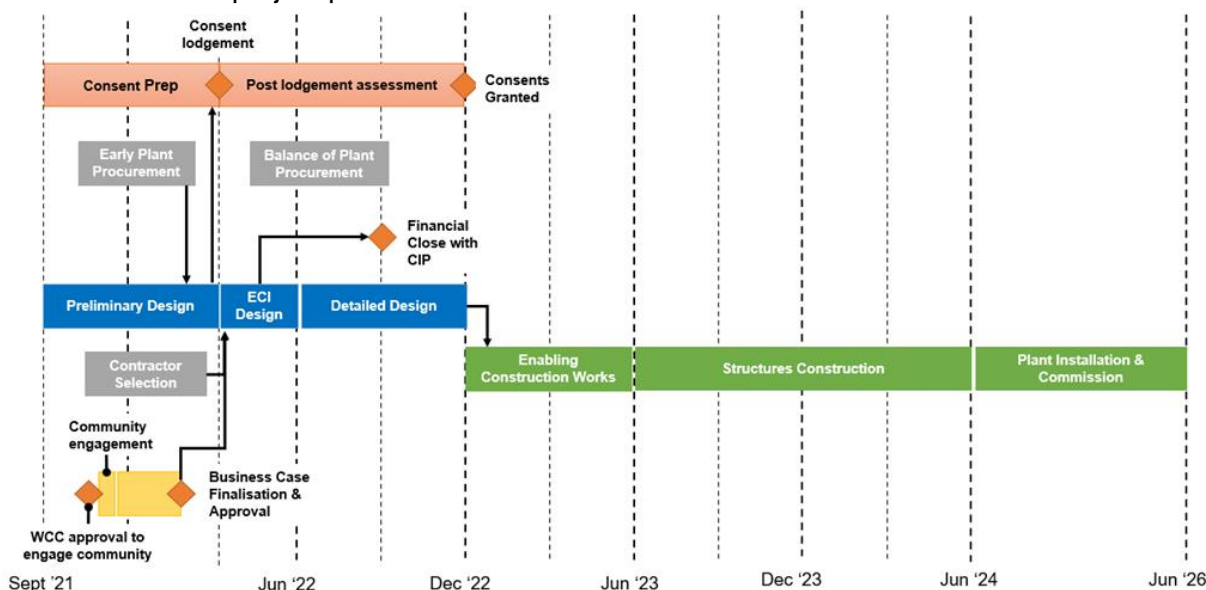 Consent
lodgement
Consent Prep
Post lodgement assessment
Consents
Granted
Early Plant
Procurement
Balance of Plant
Procurement
Financial
Close with
CIP
Preliminary Design
ECI
Design
Detailed Design
Contractor
Selection
Enabling
Construction Works
Structures Construction
Plant Installation &
Commission
Community
engagement
Business Case
Finalisation &
Approval
WCC approval to
engage community
Sept ‘21
Jun ‘22
Dec ‘22
Jun ‘23
Dec ‘23
Jun ‘24
Jun ‘26